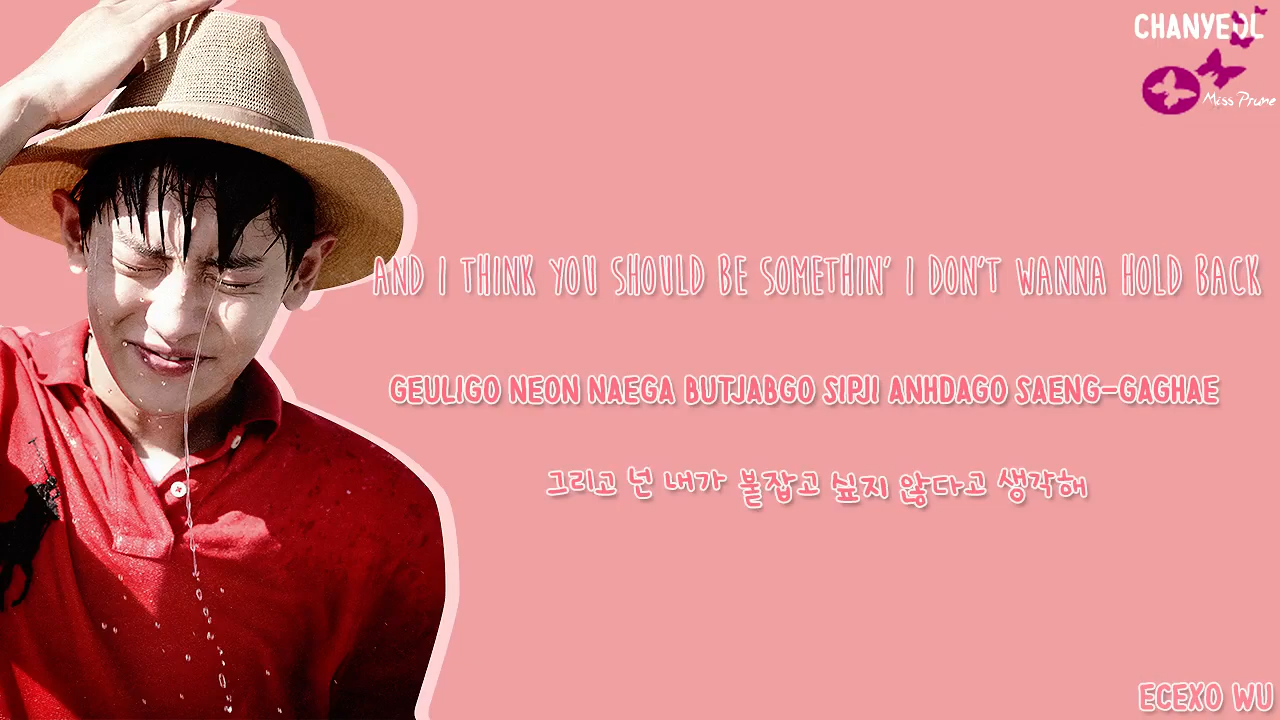 CHANYEOL
Miss Prune
AND I THINK YOU SHOULD BE SOMETHIN' I DON'T WANNA HOLD BACK
GEULIGO NEON NAEGA BUTJABGO SIPJI ANHDAGO SAENG-GAGHAE
그리고 넌 내가 붙잡고 싶지 않다고 생각해
ECEXO WU